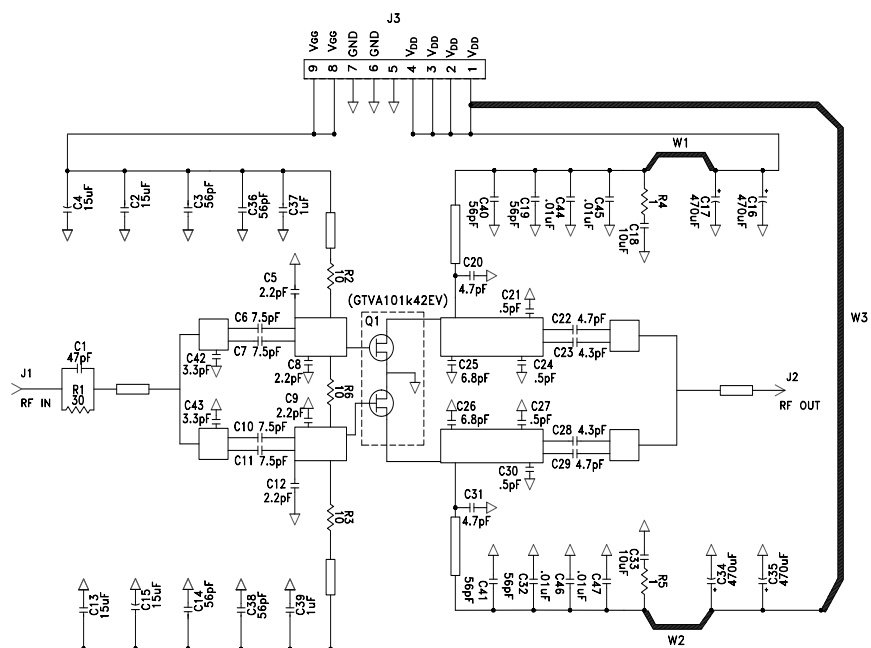 J3
VGG
VGG
GND
GND
VDD
VDD
VDD
VDD
9
8
7
6
5
4
3
2
1
W1
C4
15uF
C2
15uF
C3
56pF
C36
56pF
C37
1uF
C40
56pF
C19
56pF
C44
.01uF
C45
.01uF
R4
1
C18
10uF
C17
470uF
+
C16
470uF
+
R2
10
C20
4.7pF
C5
2.2pF
(GTVA101k42EV)
Q1
C21
.5pF
W3
C6 7.5pF
C7 7.5pF
C22 4.7pF
C23 4.3pF
C42
3.3pF
C8
2.2pF
C25
6.8pF
C24
.5pF
C1
47pF
J1
RF IN
R1
30
R6
10
J2
RF OUT
C43
3.3pF
C9
2.2pF
C26
6.8pF
C27
.5pF
C10 7.5pF
C11 7.5pF
C28 4.3pF
C29 4.7pF
C12
2.2pF
C30
.5pF
R3
10
C31
4.7pF
C13
15uF
C15
15uF
C14
56pF
C38
56pF
C39
1uF
C41
56pF
C32
56pF
C46
.01uF
C47
.01uF
C33
10uF
R5
1
C34
470uF
+
C35
470uF
+
W2